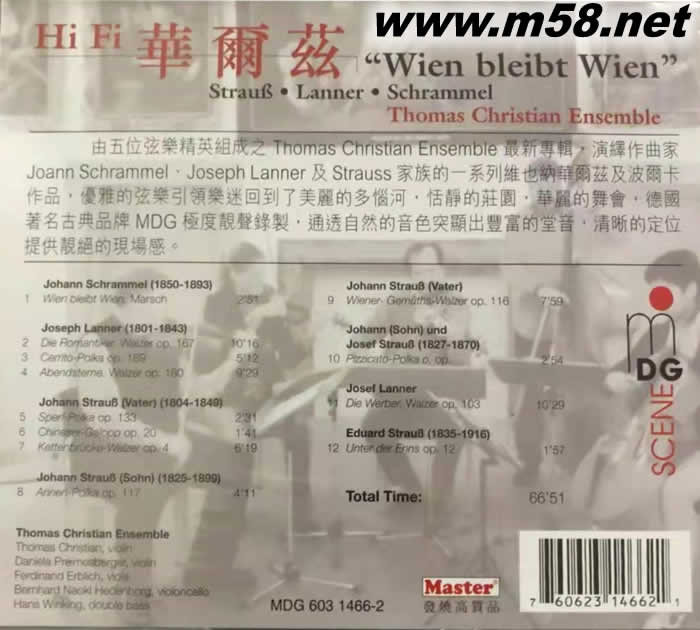 www.m58.net
Hi Fi 華爾茲 "Wien bleibt Wien"
Strauß • Lanner • Schrammel
Thomas Christian Ensemble
由五位弦樂精英組成之 Thomas Christian Ensemble 最新專輯，演繹作曲家
Joann Schrammel、Joseph Lanner 及 Strauss 家族的一系列維也納華爾兹及波爾卡
作品，優雅的弦樂引領樂迷回到了美麗的多惱河，恬靜的莊園，華麗的舞會，德國
著名古典品牌 MDG 極度靚聲錄製，通透自然的音色突顯出豐富的堂音，清晰的定位
提供靚絕的現場感。
Johann Schrammel (1850-1893)
1 Wien bleibt Wien, Marsch 2'51
Joseph Lanner (1801-1843)
2 Die Romantiker. Walzer op. 167 10'16
3 Cerrito-Polka op. 189 5'12
4 Abendsterne. Walzer op. 180 9'29
Johann Strauß (Vater) (1804-1849)
5 Sperl-Polka op. 133 2'31
6 Chineser-Galopp op. 20 1'41
7 Kettenbrücke-Walzer op. 4 6'19
Johann Strauß (Sohn) (1825-1899)
8 Annen-Polka op. 117 4'11
Thomas Christian Ensemble
Thomas Christian, violin
Daniela Preimesberger, violin
Ferdinand Erblich, viola
Bernhard Naoki Hedenborg, violoncello
Hans Winking, double bass
Johann Strauß (Vater)
9 Wiener- Gemüths-Walzer op. 116 7'59
Johann (Sohn) und
Josef Strauß (1827-1870)
10 Pizzicato-Polka o. op. 2'54
Josef Lanner
11 Die Werber. Walzer op. 103 10'29
Eduard Strauß (1835-1916)
12 Unter der Enns op. 12 1'57
Total Time: 66'51
MDG
SCENE
MDG 603 1466-2
Master
發燒高質品
7 60623 14662 1